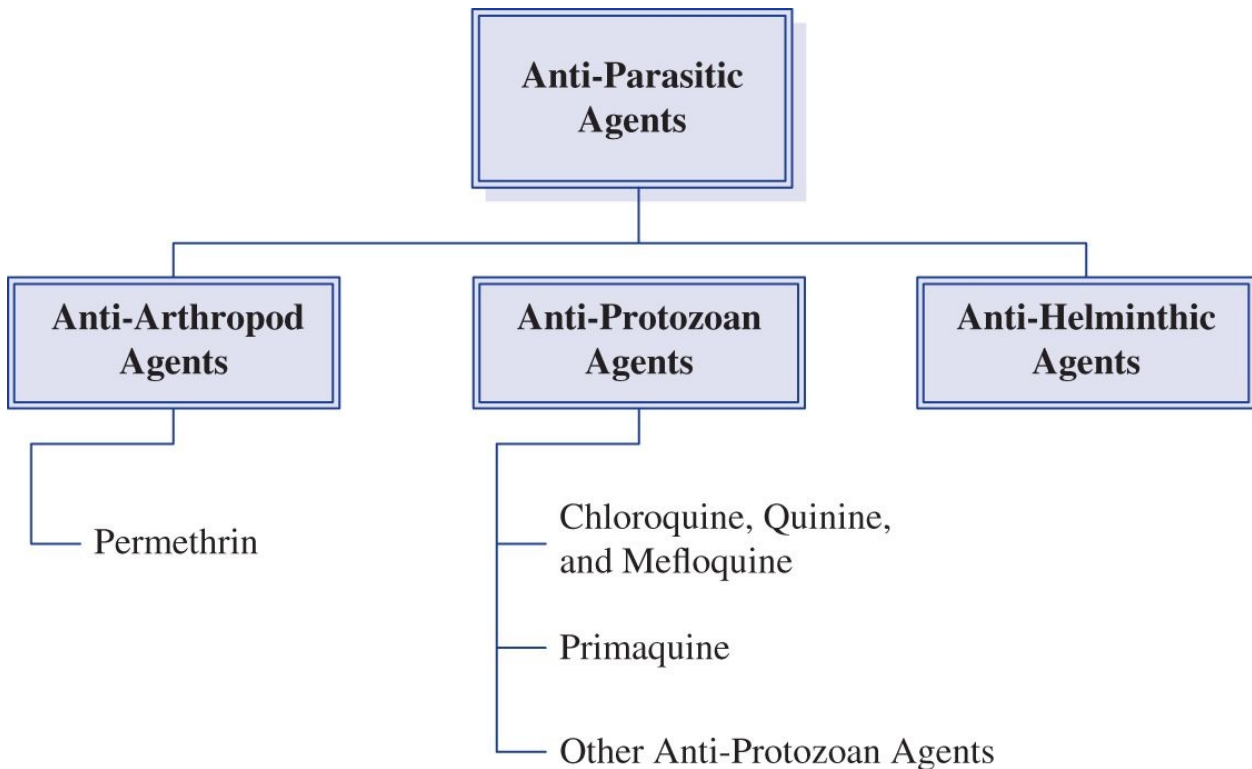 Anti-Parasitic
Agents
Anti-Arthropod
Agents
Anti-Protozoan
Agents
Anti-Helminthic
Agents
Permethrin
Chloroquine, Quinine,
and Mefloquine
Primaquine
Other Anti-Protozoan Agents